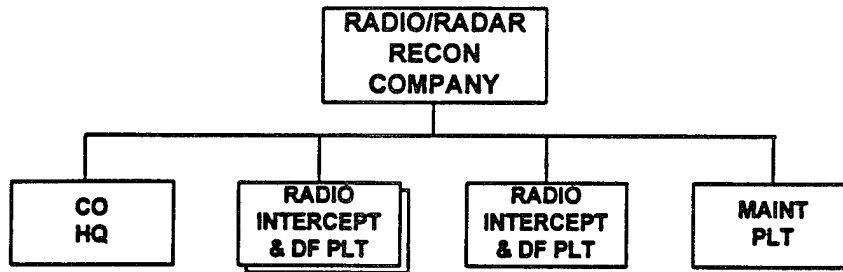 RADIO/RADAR
RECON
COMPANY
CO
HQ
RADIO
INTERCEPT
& DF PLT
RADIO
INTERCEPT
& DF PLT
MAINT
PLT